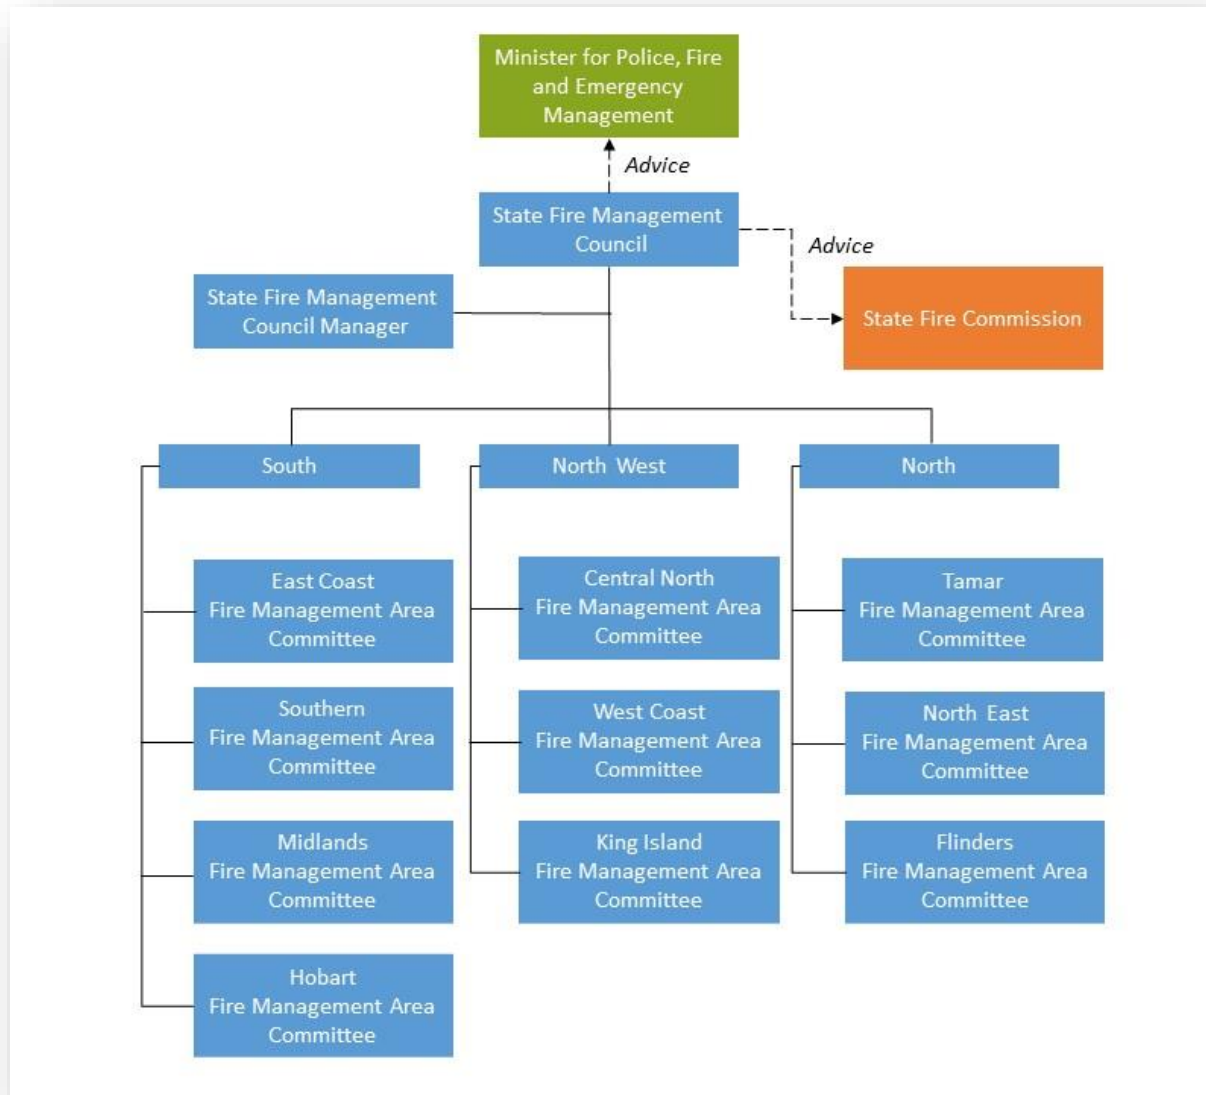 Minister for Police, Fire
and Emergency
Management
Advice
State Fire Management
Council
Advice
State Fire Management
Council Manager
State Fire Commission
South
North West
North
East Coast
Fire Management Area
Committee
Central North
Fire Management Area
Committee
Tamar
Fire Management Area
Committee
Southern
Fire Management Area
Committee
West Coast
Fire Management Area
Committee
North East
Fire Management Area
Committee
Midlands
Fire Management Area
Committee
King Island
Fire Management Area
Committee
Flinders
Fire Management Area
Committee
Hobart
Fire Management Area
Committee